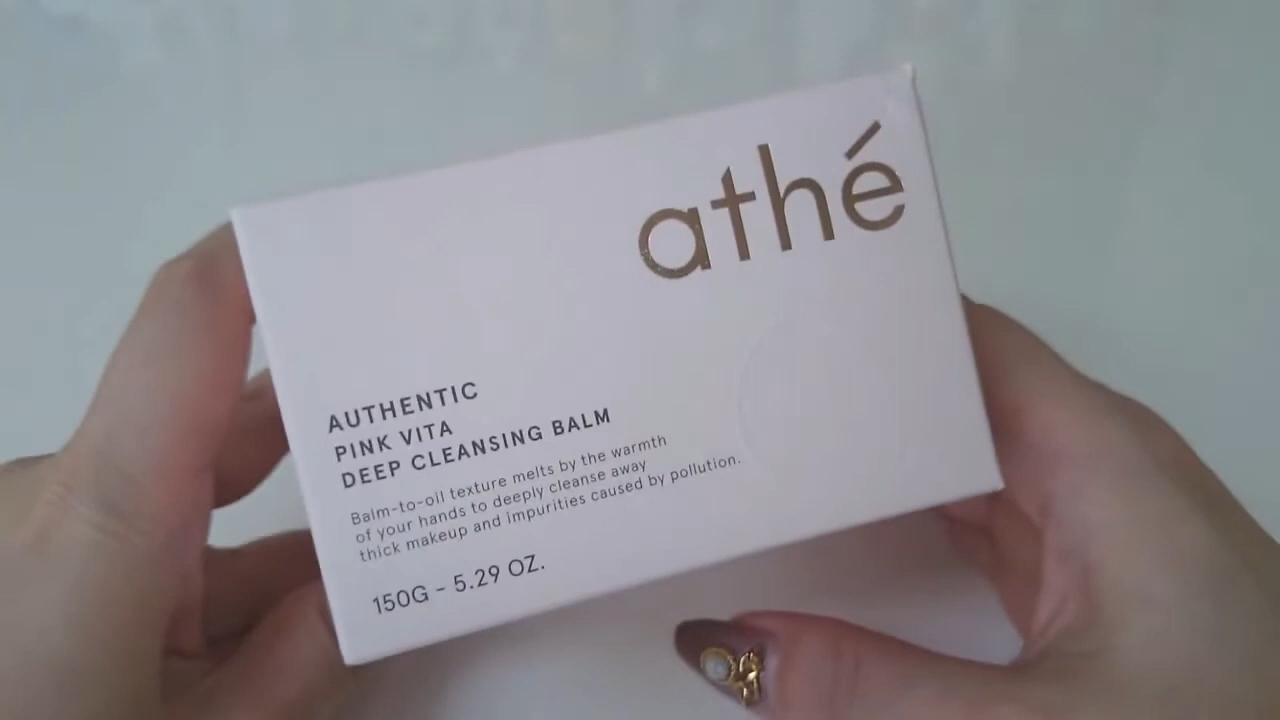 athé
AUTHENTIC
PINK VITA
DEEP CLEANSING BALM
Balm-to-oil texture melts by the warmth
of your hands to deeply cleanse away
thick makeup and impurities caused by pollution.
150G - 5.29 OZ.